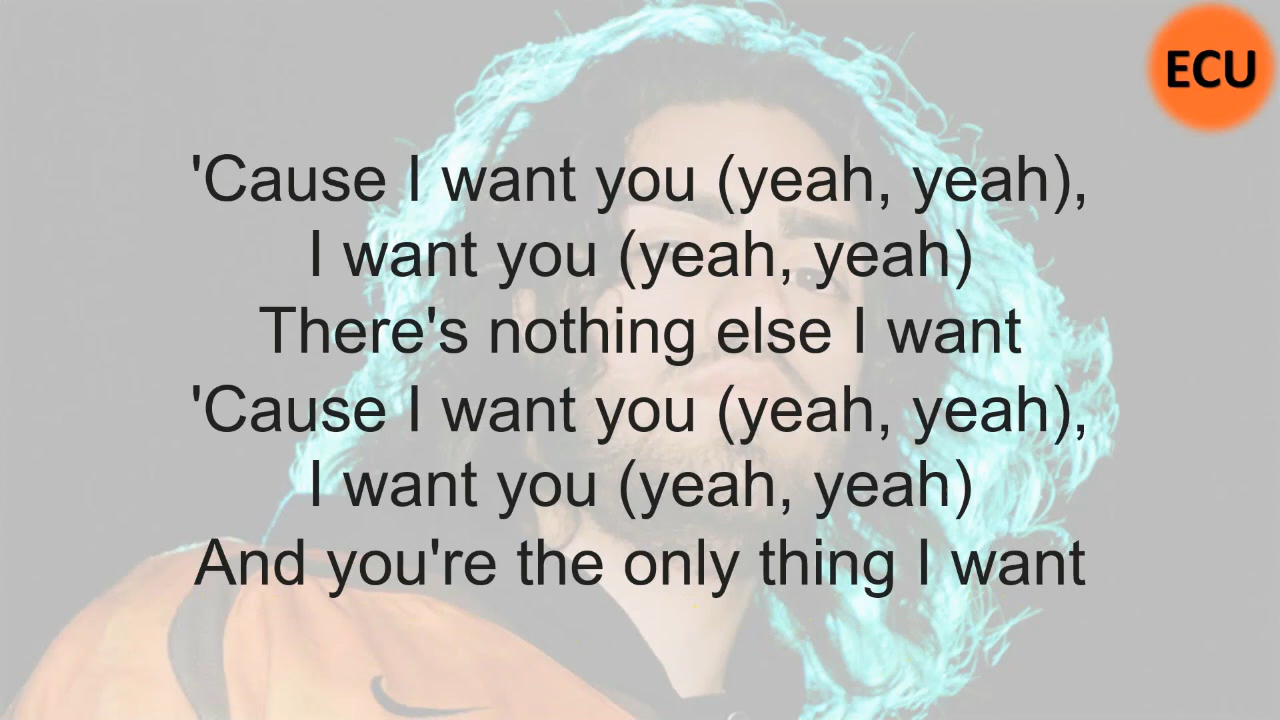 ECU
'Cause I want you (yeah, yeah),
I want you (yeah, yeah)
There's nothing else I want
'Cause I want you (yeah, yeah),
I want you (yeah, yeah)
And you're the only thing I want